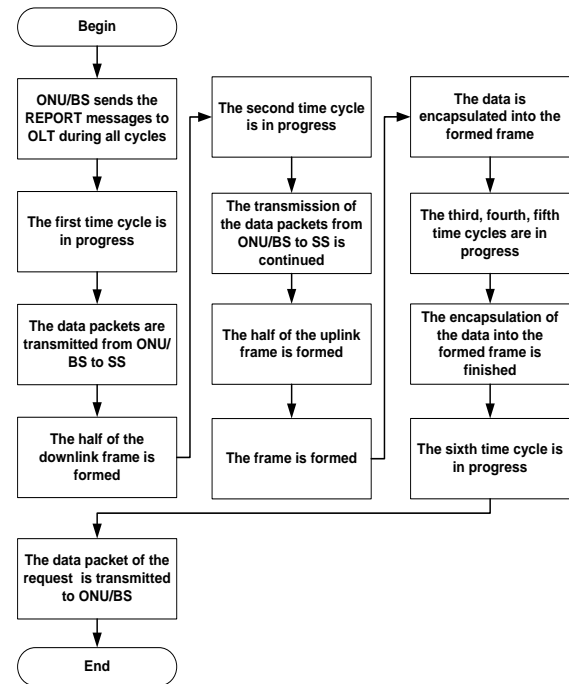 Begin
ONU/BS sends the
REPORT messages to
OLT during all cycles
The first time cycle is
in progress
The data packets are
transmitted from ONU/
BS to SS
The half of the
downlink frame is
formed
The second time cycle
is in progress
The transmission of
the data packets from
ONU/BS to SS is
continued
The half of the uplink
frame is formed
The frame is formed
The data is
encapsulated into the
formed frame
The third, fourth, fifth
time cycles are in
progress
The encapsulation of
the data into the
formed frame is
finished
The sixth time cycle is
in progress
The data packet of the
request is transmitted
to ONU/BS
End